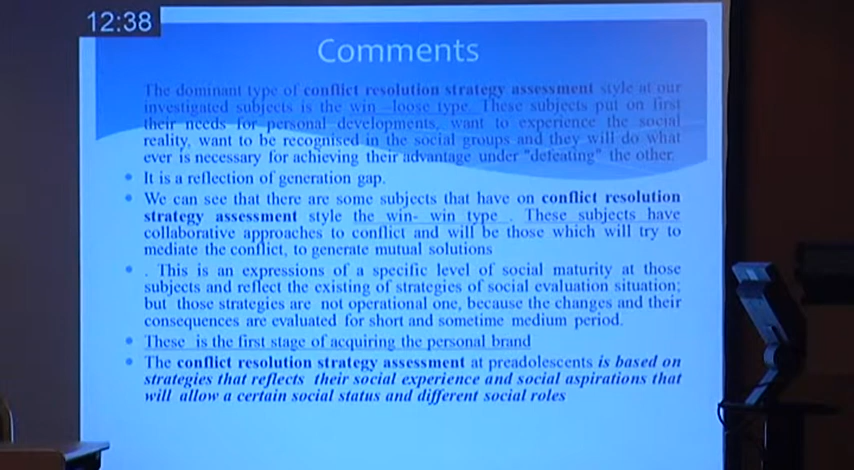 12:38
Comments
The dominant type of conflict resolution strategy assessment style at our
investigated subjects is the win –loose type. These subjects put on first
their needs for personal developments, want to experience the social
reality, want to be recognised in the social groups and they will do what
ever is necessary for achieving their advantage under "defeating" the other.
• It is a reflection of generation gap.
• We can see that there are some subjects that have on conflict resolution
strategy assessment style the win- win type . These subjects have
collaborative approaches to conflict and will be those which will try to
mediate the conflict, to generate mutual solutions
• . This is an expressions of a specific level of social maturity at those
subjects and reflect the existing of strategies of social evaluation situation;
but those strategies are not operational one, because the changes and their
consequences are evaluated for short and sometime medium period.
• These is the first stage of acquiring the personal brand
• The conflict resolution strategy assessment at preadolescents is based on
strategies that reflects their social experience and social aspirations that
will allow a certain social status and different social roles